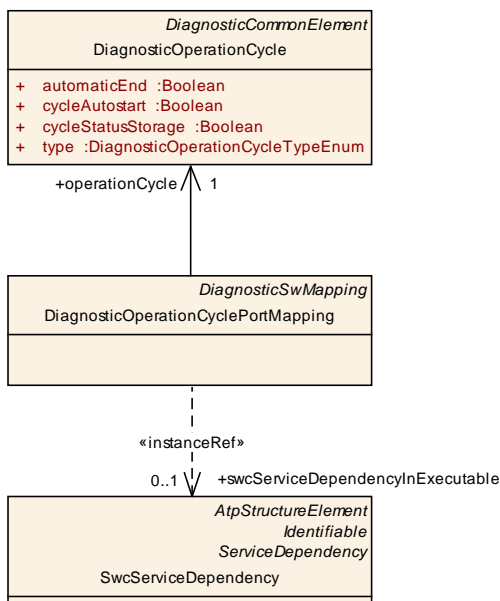 DiagnosticCommonElement
DiagnosticOperationCycle
+ automaticEnd :Boolean
+ cycleAutostart :Boolean
+ cycleStatusStorage :Boolean
+ type :DiagnosticOperationCycleTypeEnum
+operationCycle 1
DiagnosticSwMapping
DiagnosticOperationCyclePortMapping
«instanceRef»
0..1 +swcServiceDependencyInExecutable
AtpStructureElement
Identifiable
ServiceDependency
SwcServiceDependency